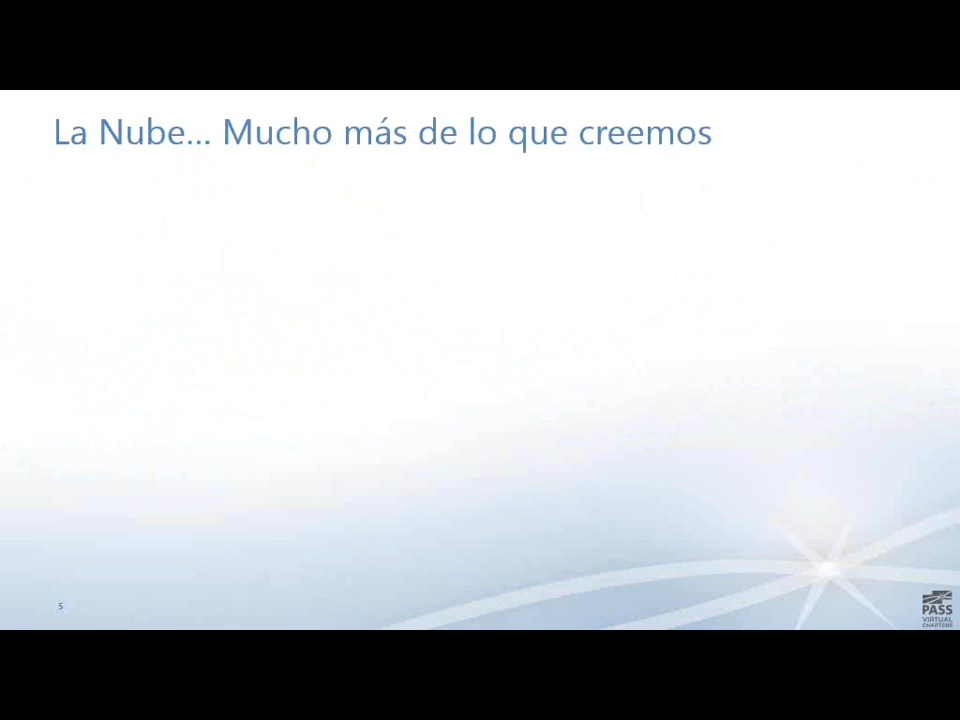 La Nube... Mucho más de lo que creemos
5
PASS
VIRTUAL
CHAPTERS